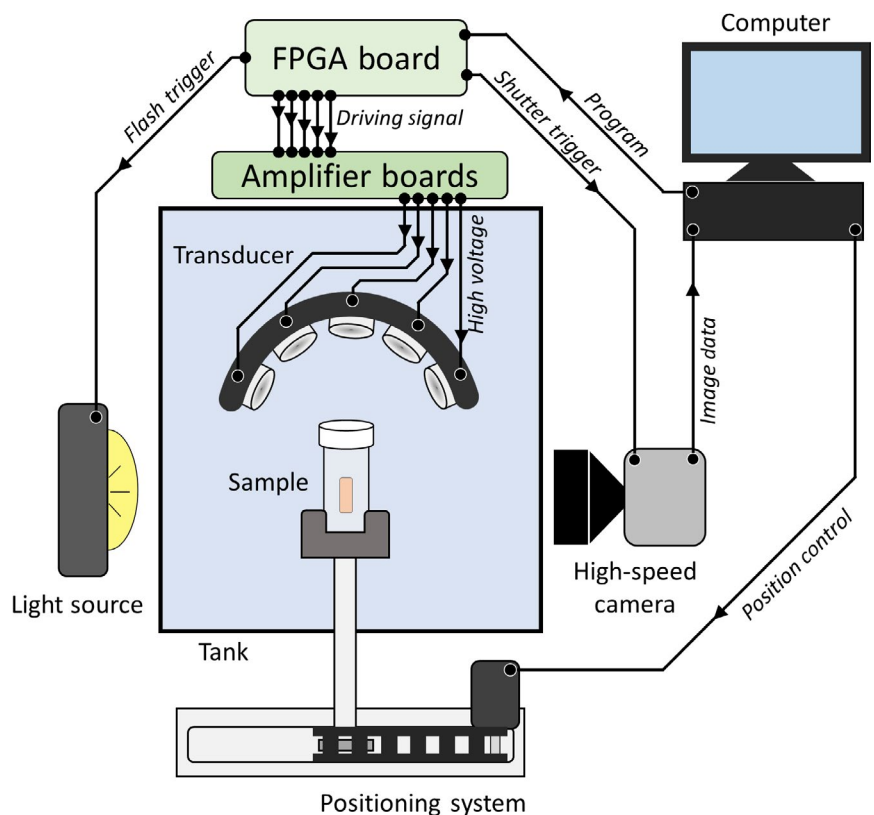 Computer
FPGA board
Flash trigger
Driving signal
Shutter trigger
Program
Amplifier boards
Transducer
High voltage
Image data
Sample
Position control
Light source
High-speed
camera
Tank
Positioning system